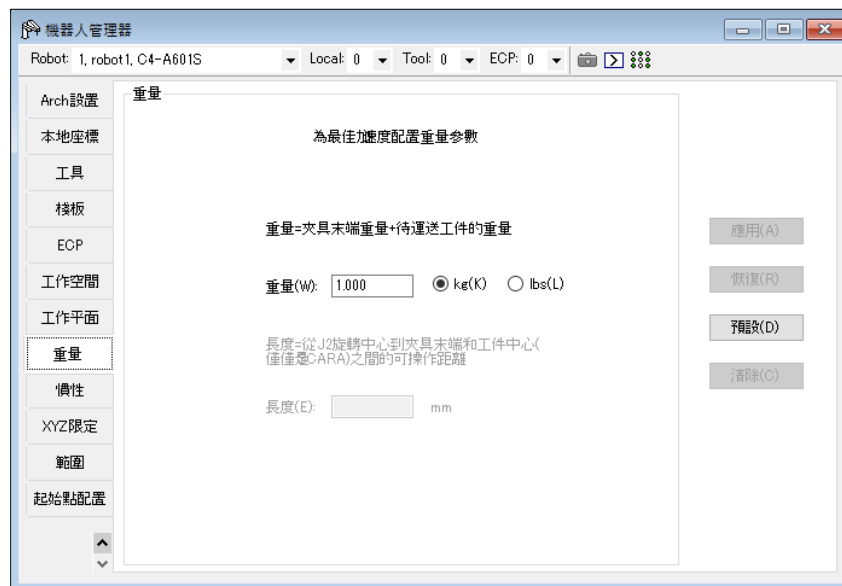 機器人管理器
Robot: 1, robot1, C4-A601S Local: 0 Tool: 0 ECP: 0
Arch設置
本地座標
工具
棧板
ECP
工作空間
工作平面
重量
慣性
XYZ限定
範圍
起始點配置
重量
為最佳加速度配置重量參數
重量=夾具末端重量+待運送工件的重量
重量(W): 1.000 kg(K) lbs(L)
長度=從J2旋轉中心到夾具末端和工件中心(
僅僅是CARA)之間的可操作距離
長度(E): mm
應用(A)
恢復(R)
預設(D)
清除(C)